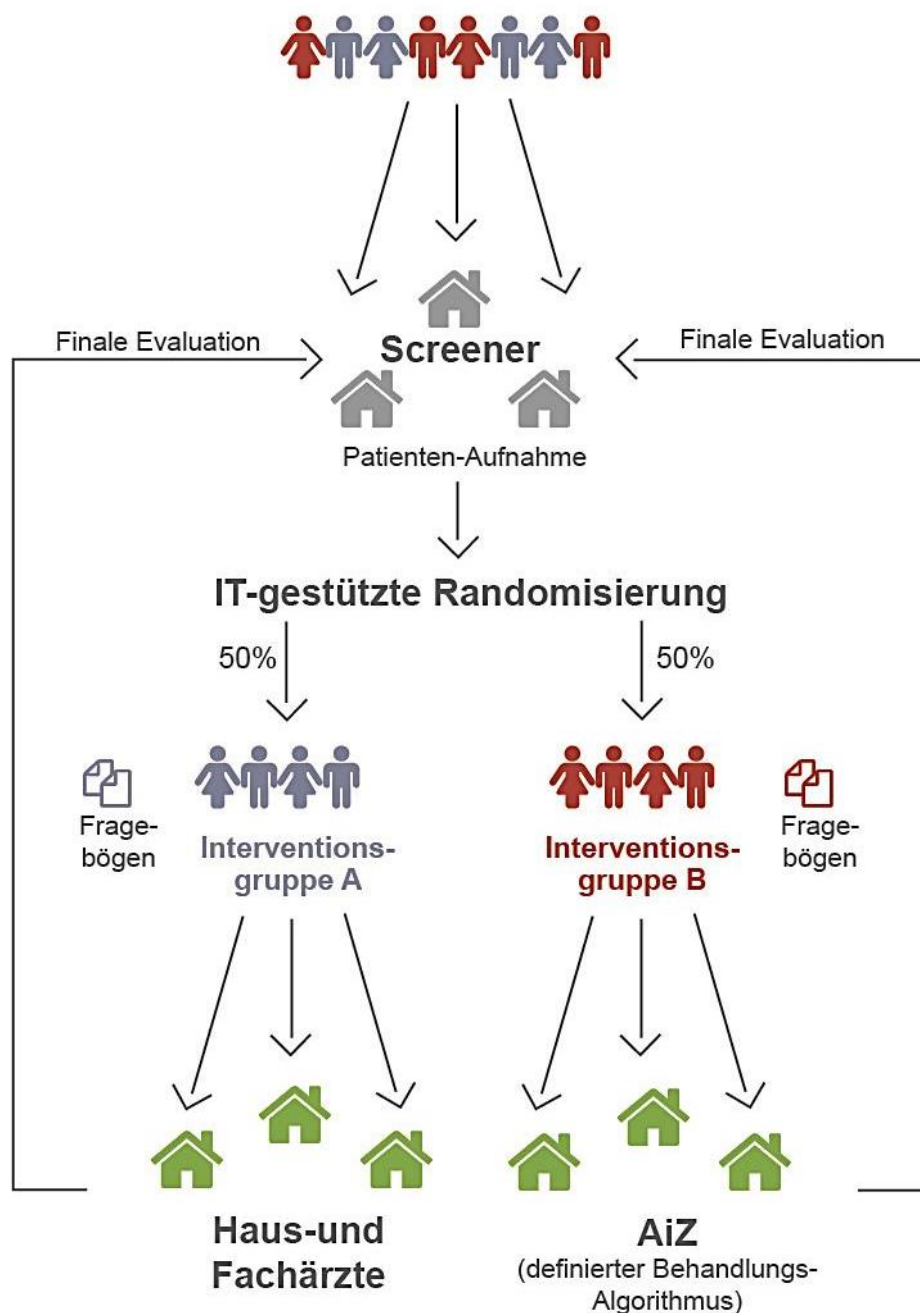 Finale Evaluation
Finale Evaluation
Screener
Patienten-Aufnahme
IT-gestützte Randomisierung
50%
50%
Frage-
bögen
Interventions-
gruppe A
Interventions-
gruppe B
Frage-
bögen
Haus-und
Fachärzte
AiZ
(definierter Behandlungs-
Algorithmus)